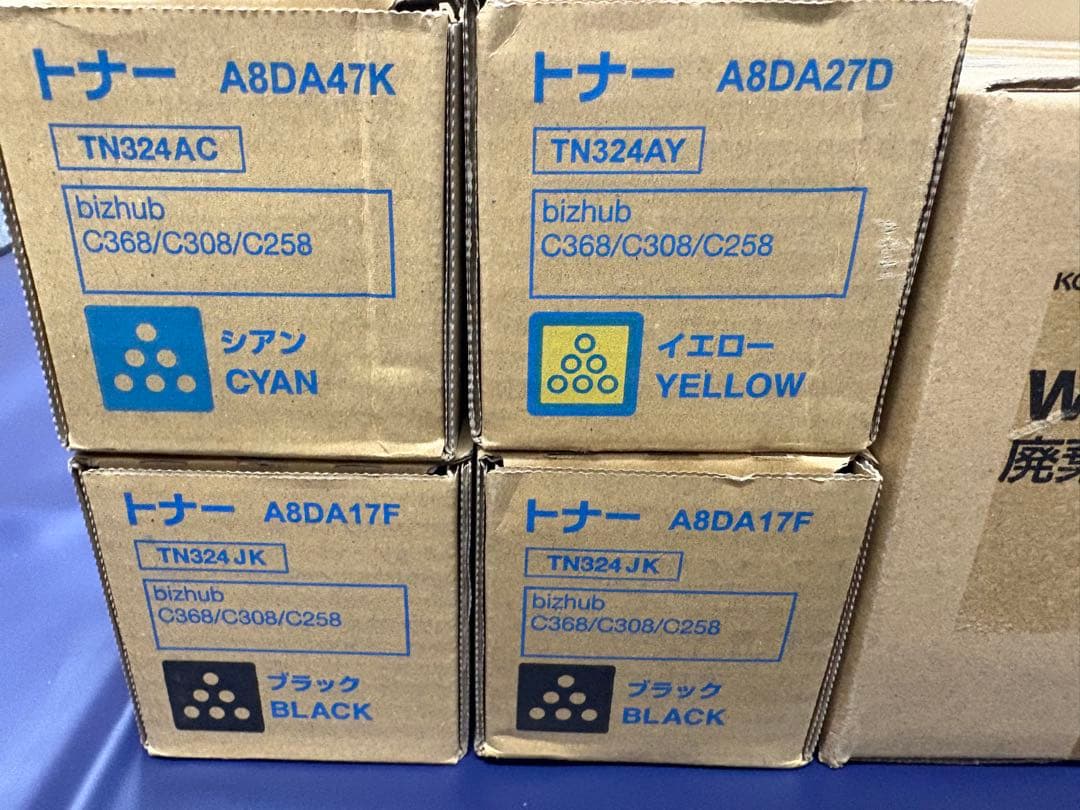 トナー A8DA47K
TN324AC
bizhub
C368/C308/C258
シアン
CYAN
トナー A8DA27D
TN324AY
bizhub
C368/C308/C258
イエロー
YELLOW
トナー A8DA17F
TN324JK
bizhub
C368/C308/C258
ブラック
BLACK
トナー A8DA17F
TN324JK
bizhub
C368/C308/C258
ブラック
BLACK
W
廃棄